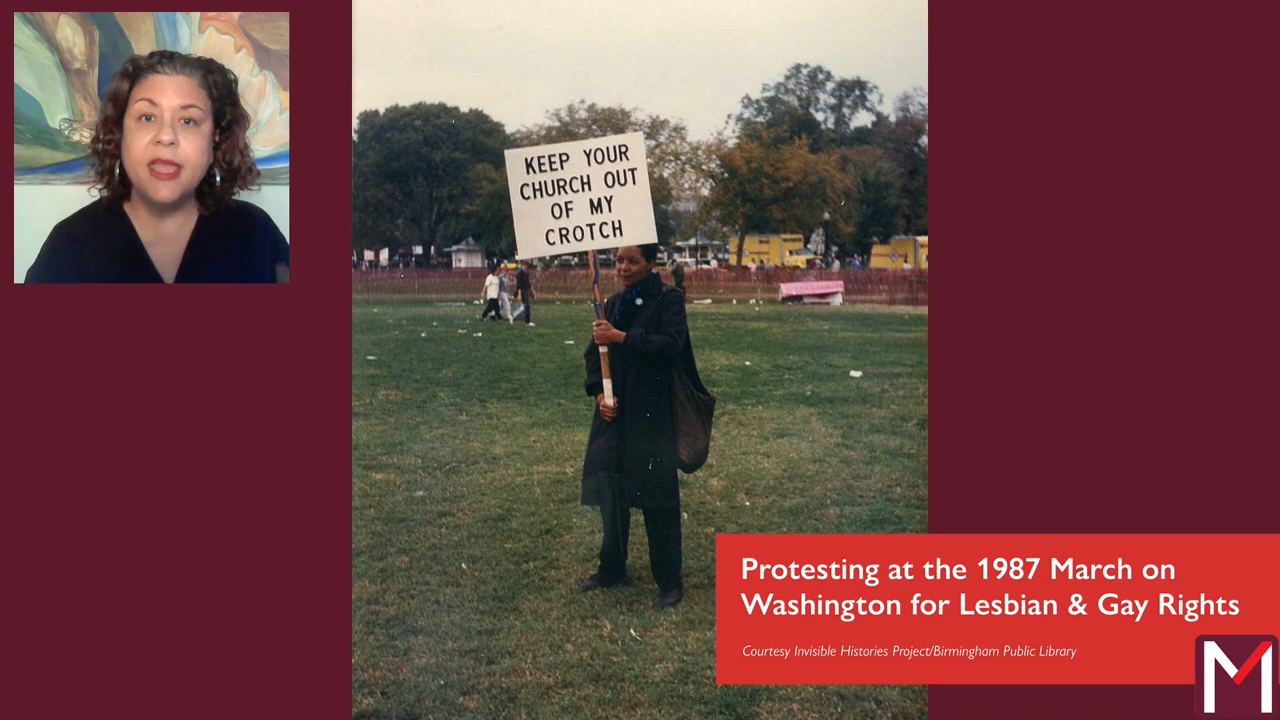 KEEP YOUR
CHURCH OUT
OF MY
CROTCH
Protesting at the 1987 March on
Washington for Lesbian & Gay Rights
Courtesy Invisible Histories Project/Birmingham Public Library
M